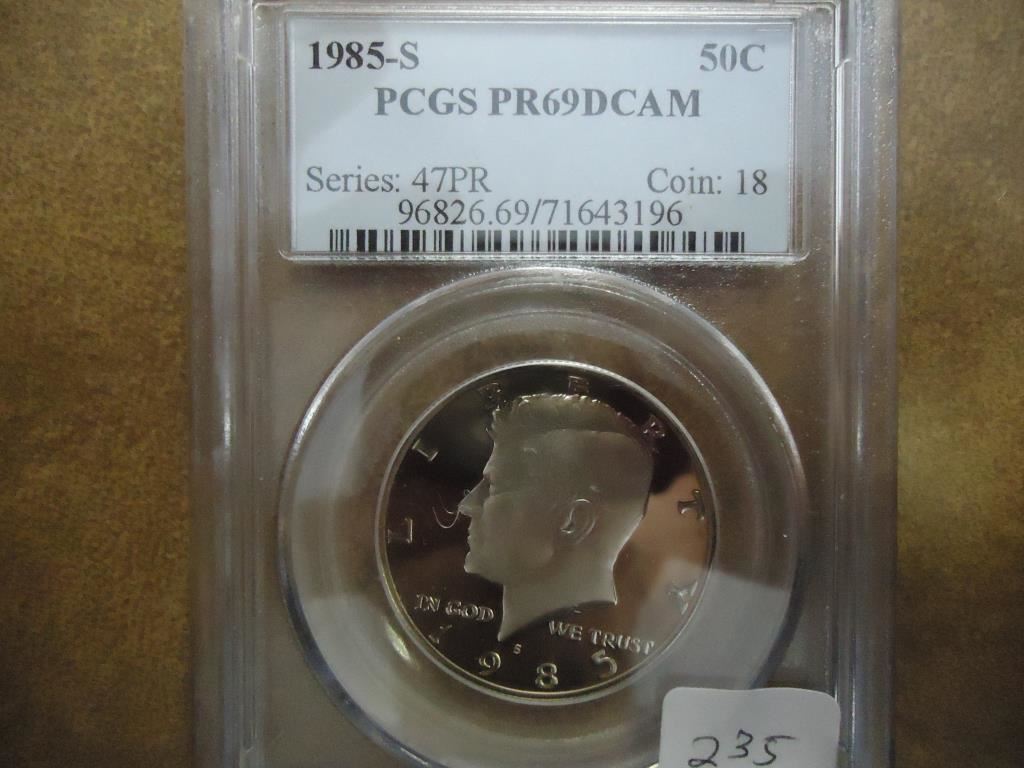 1985-S 50C
PCGS PR69DCAM
Series: 47PR Coin: 18
96826.69/71643196
LIBERTY
IN GOD WE TRUST
S
1985
235